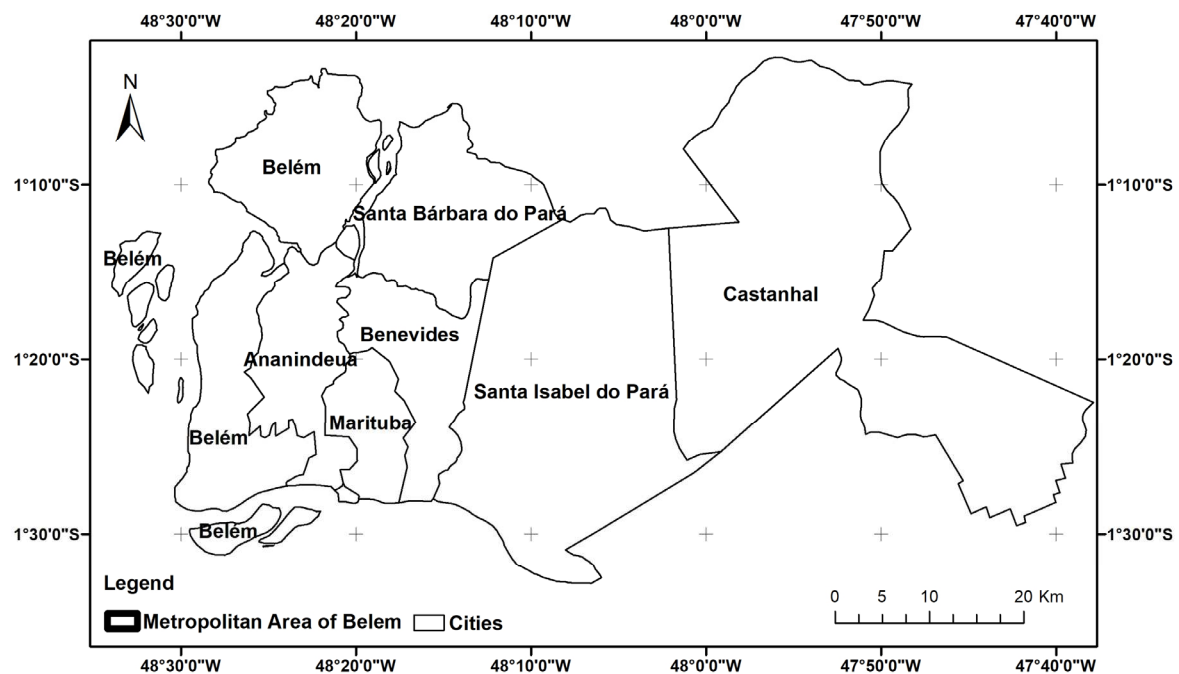 48°30'0"W 48°20'0"W 48°10'0"W 48°0'0"W 47°50'0"W 47°40'0"W
N
Belém
1°10'0"S 1°10'0"S
Santa Bárbara do Pará
Belém
Castanhal
Benevides
1°20'0"S Ananindeua 1°20'0"S
Santa Isabel do Pará
Marituba
Belém
1°30'0"S Belém 1°30'0"S
Legend
0 5 10 20 Km
Metropolitan Area of Belem Cities
48°30'0"W 48°20'0"W 48°10'0"W 48°0'0"W 47°50'0"W 47°40'0"W